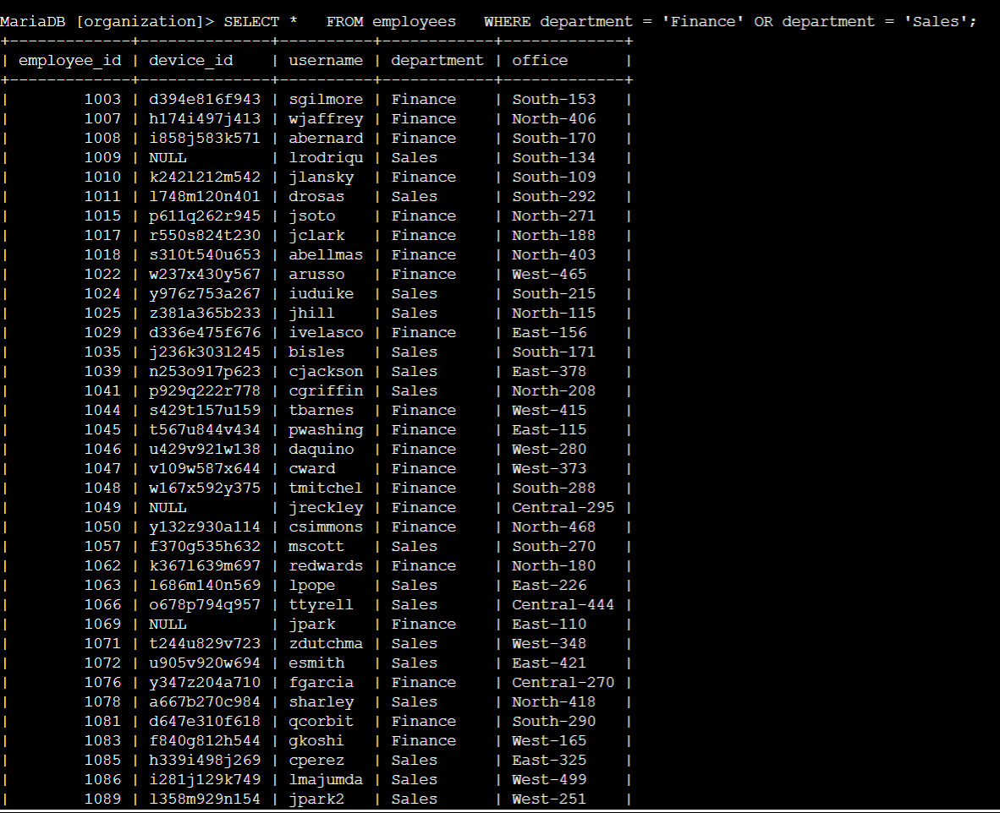 MariaDB [organization]> SELECT *   FROM employees   WHERE department = 'Finance' OR department = 'Sales';
+-------------+--------------+----------+------------+-------------+
| employee_id | device_id    | username | department | office      |
+-------------+--------------+----------+------------+-------------+
|        1003 | d394e816f943 | sgilmore | Finance    | South-153   |
|        1007 | h174i497j413 | wjaffrey | Finance    | North-406   |
|        1008 | i858j583k571 | abernard | Finance    | South-170   |
|        1009 | NULL         | lrodriqu | Sales      | South-134   |
|        1010 | k242l212m542 | jlansky  | Finance    | South-109   |
|        1011 | l748m120n401 | drosas   | Sales      | South-292   |
|        1015 | p611q262r945 | jsoto    | Finance    | North-271   |
|        1017 | r550s824t230 | jclark   | Finance    | North-188   |
|        1018 | s310t540u653 | abellmas | Finance    | North-403   |
|        1022 | w237x430y567 | arusso   | Finance    | West-465    |
|        1024 | y976z753a267 | iuduike  | Sales      | South-215   |
|        1025 | z381a365b233 | jhill    | Sales      | North-115   |
|        1029 | d336e475f676 | ivelasco | Finance    | East-156    |
|        1035 | j236k303l245 | bisles   | Sales      | South-171   |
|        1039 | n253o917p623 | cjackson | Sales      | East-378    |
|        1041 | p929q222r778 | cgriffin | Sales      | North-208   |
|        1044 | s429t157u159 | tbarnes  | Finance    | West-415    |
|        1045 | t567u844v434 | pwashing | Finance    | East-115    |
|        1046 | u429v921w138 | daquino  | Finance    | West-280    |
|        1047 | v109w587x644 | cward    | Finance    | West-373    |
|        1048 | w167x592y375 | tmitchel | Finance    | South-288   |
|        1049 | NULL         | jreckley | Finance    | Central-295 |
|        1050 | y132z930a114 | csimmons | Finance    | North-468   |
|        1057 | f370g535h632 | mscott   | Sales      | South-270   |
|        1062 | k367l639m697 | redwards | Finance    | North-180   |
|        1063 | l686m140n569 | lpope    | Sales      | East-226    |
|        1066 | o678p794q957 | ttyrell  | Sales      | Central-444 |
|        1069 | NULL         | jpark    | Finance    | East-110    |
|        1071 | t244u829v723 | zdutchma | Sales      | West-348    |
|        1072 | u905v920w694 | esmith   | Sales      | East-421    |
|        1076 | y347z204a710 | fgarcia  | Finance    | Central-270 |
|        1078 | a667b270c984 | sharley  | Sales      | North-418   |
|        1081 | d647e310f618 | qcorbit  | Finance    | South-290   |
|        1083 | f840g812h544 | gkoshi   | Finance    | West-165    |
|        1085 | h339i498j269 | cperez   | Sales      | East-325    |
|        1086 | i281j129k749 | lmajumda | Sales      | West-499    |
|        1089 | l358m929n154 | jpark2   | Sales      | West-251    |